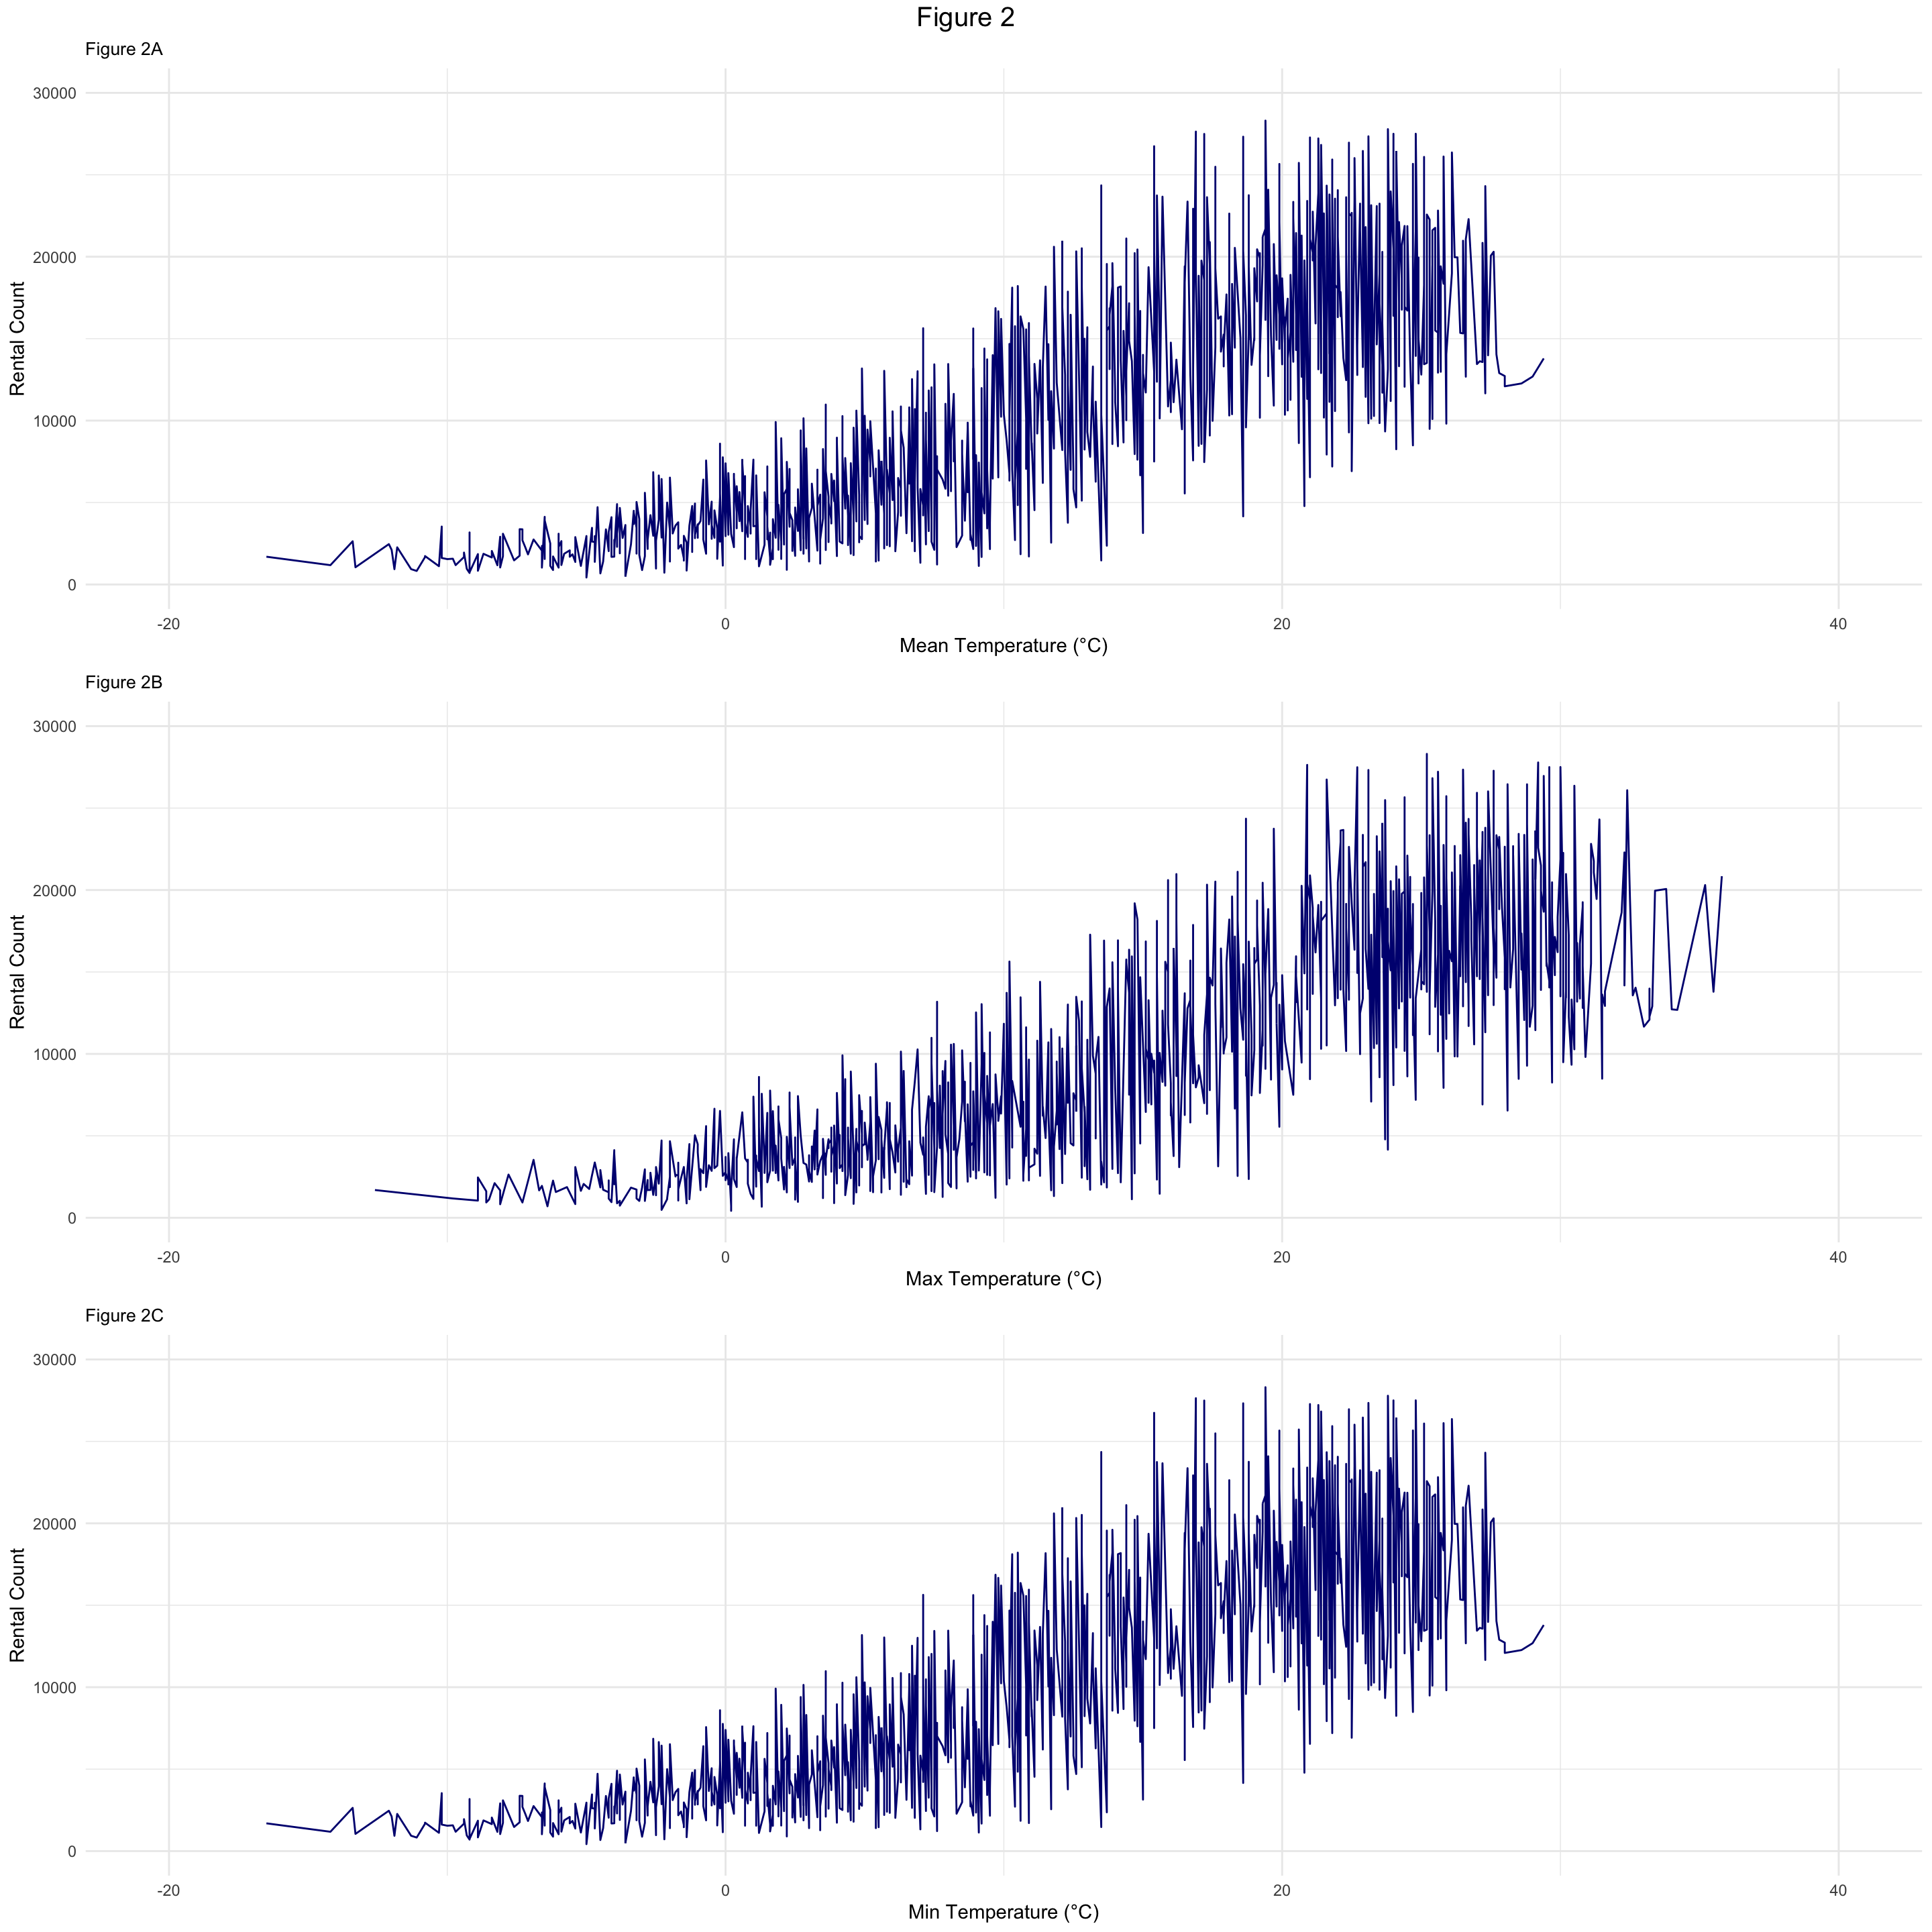 Figure 2
Figure 2A
30000
20000
10000
0
Rental Count
-20 0 20 40
Mean Temperature (°C)
Figure 2B
30000
20000
10000
0
Rental Count
-20 0 20 40
Max Temperature (°C)
Figure 2C
30000
20000
10000
0
Rental Count
-20 0 20 40
Min Temperature (°C)